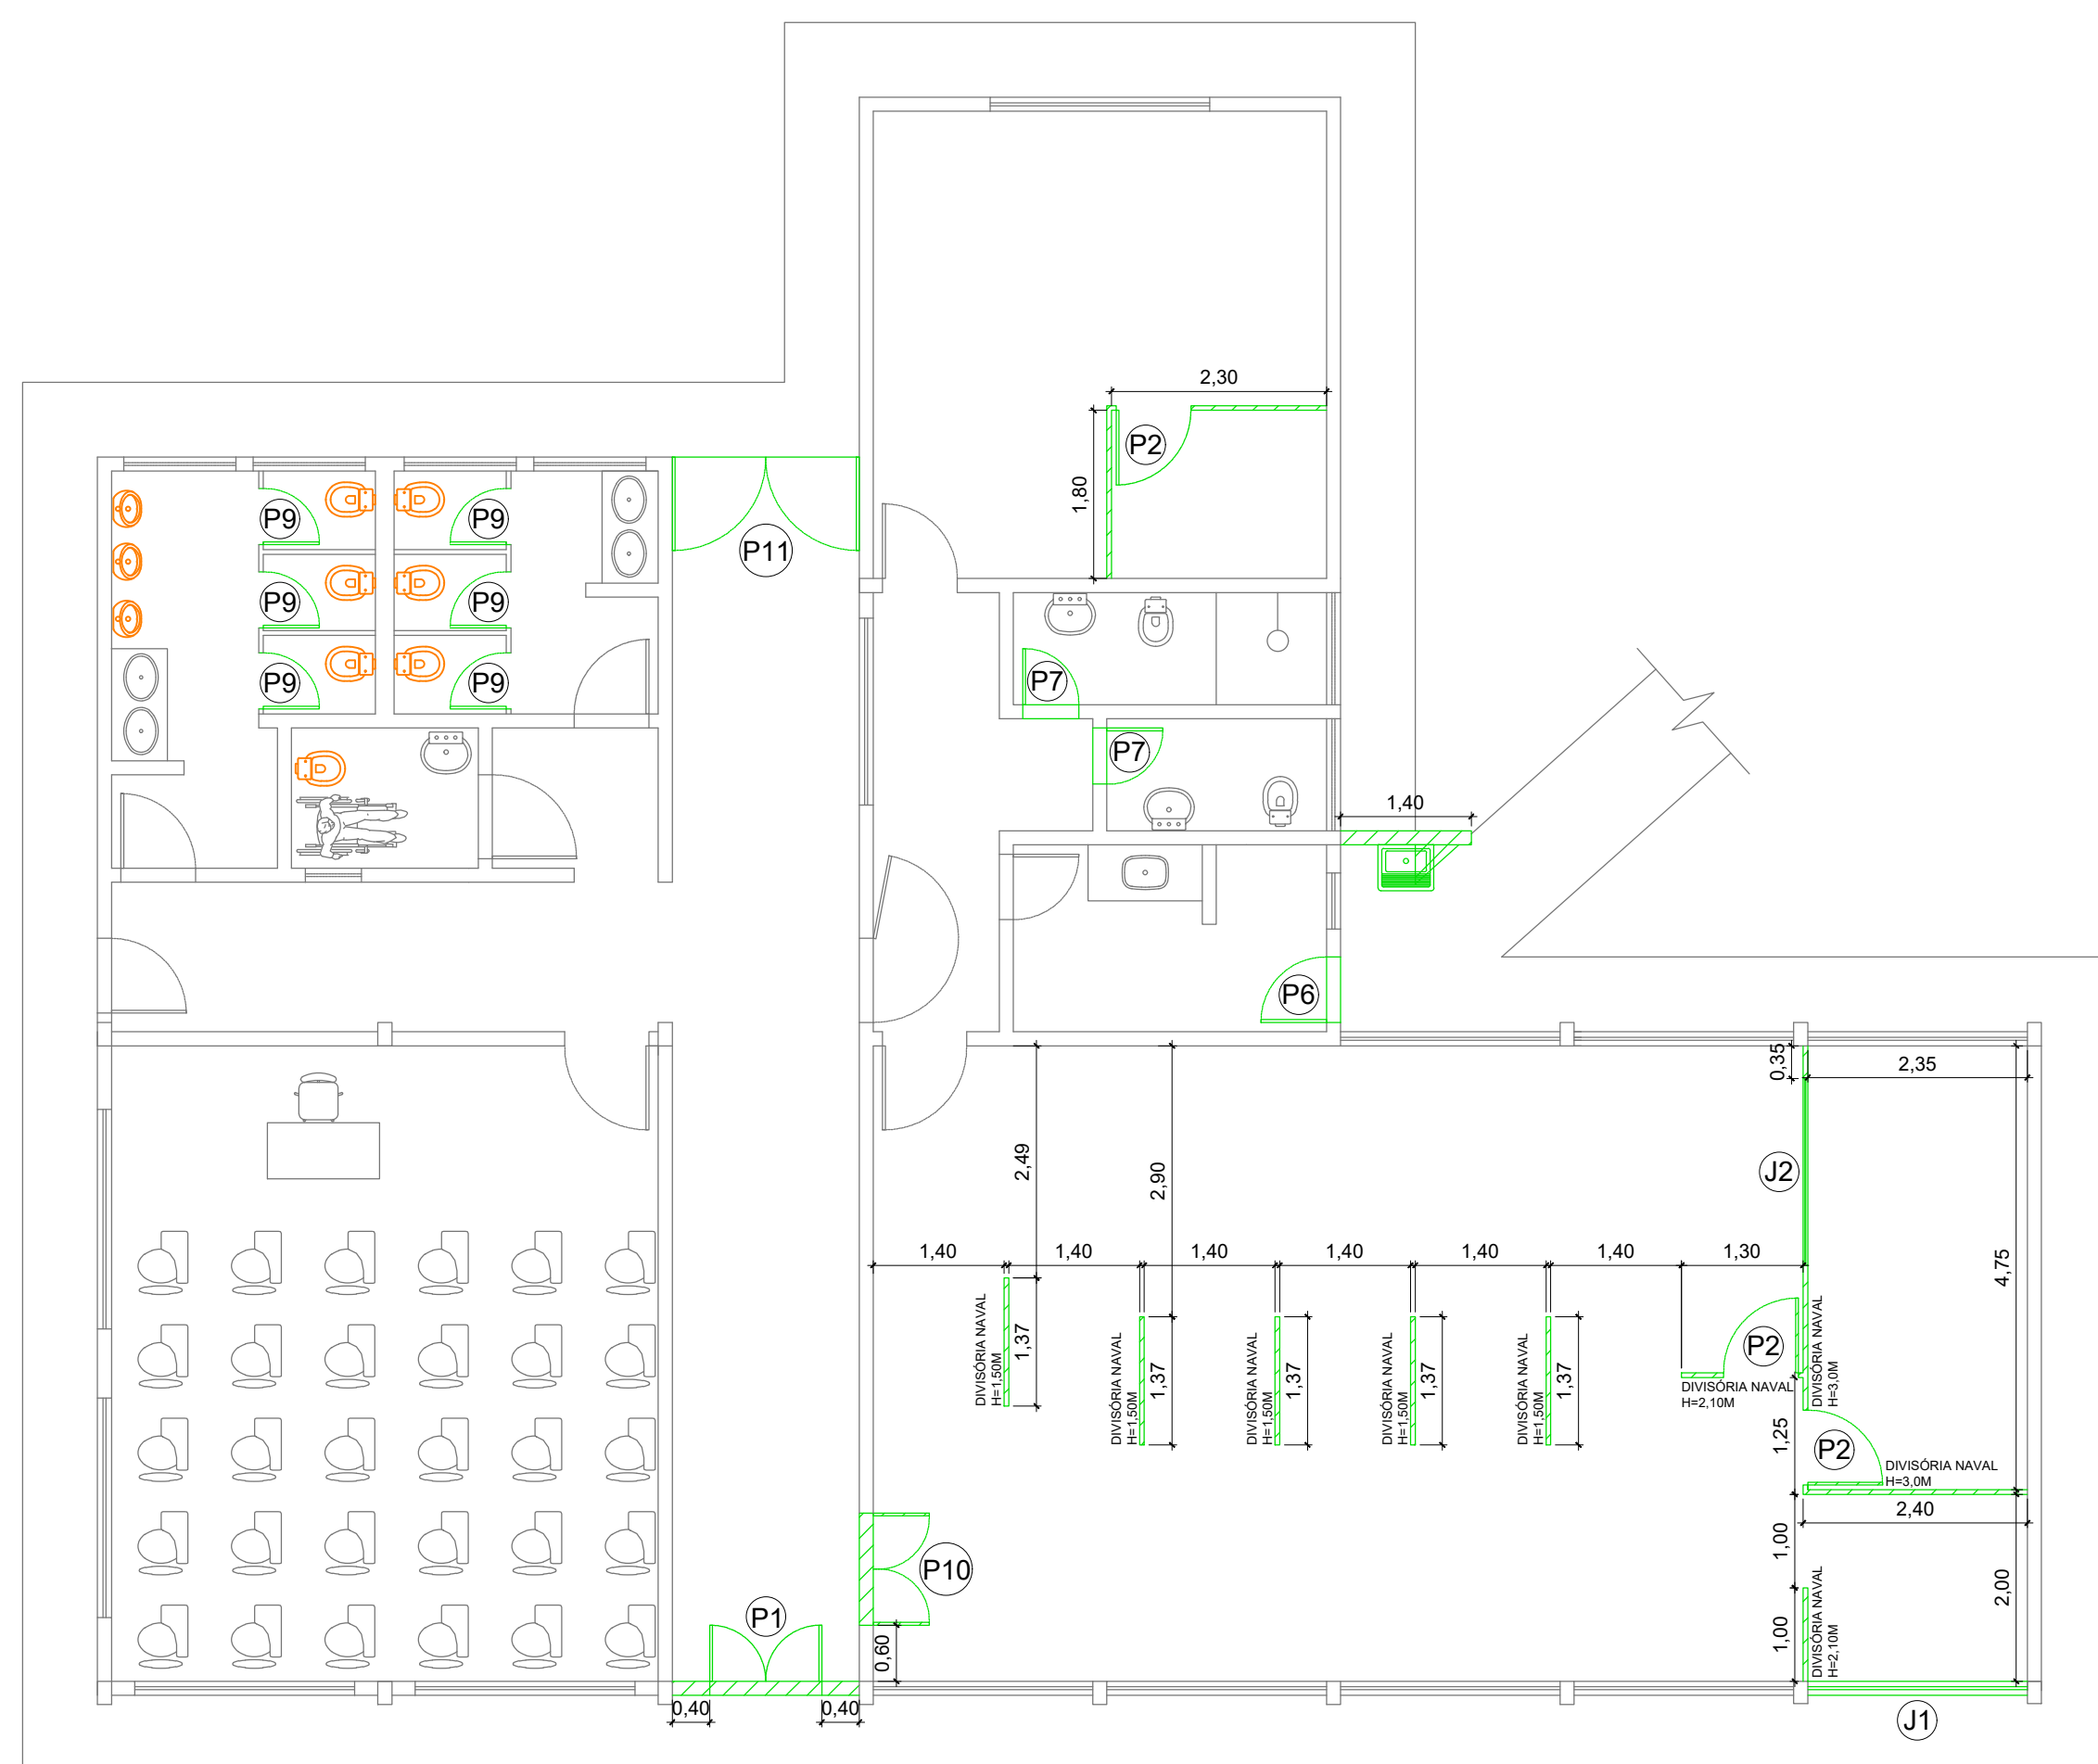 2,30
P2
1,80
P9
P9
P11
P9
P9
P9
P9
P7
P7
1,40
P6
0,35
2,35
2,49
2,90
J2
1,40
1,40
1,40
1,40
1,40
1,40
1,30
4,75
DIVISÓRIA NAVAL
H=1,50M
1,37
DIVISÓRIA NAVAL
H=1,50M
1,37
DIVISÓRIA NAVAL
H=1,50M
1,37
DIVISÓRIA NAVAL
H=1,50M
1,37
DIVISÓRIA NAVAL
H=1,50M
1,37
P2
DIVISÓRIA NAVAL
H=3,0M
DIVISÓRIA NAVAL
H=2,10M
1,25
P2
DIVISÓRIA NAVAL
H=3,0M
2,40
1,00
P10
2,00
P1
0,60
1,00
DIVISÓRIA NAVAL
H=2,10M
0,40
0,40
J1